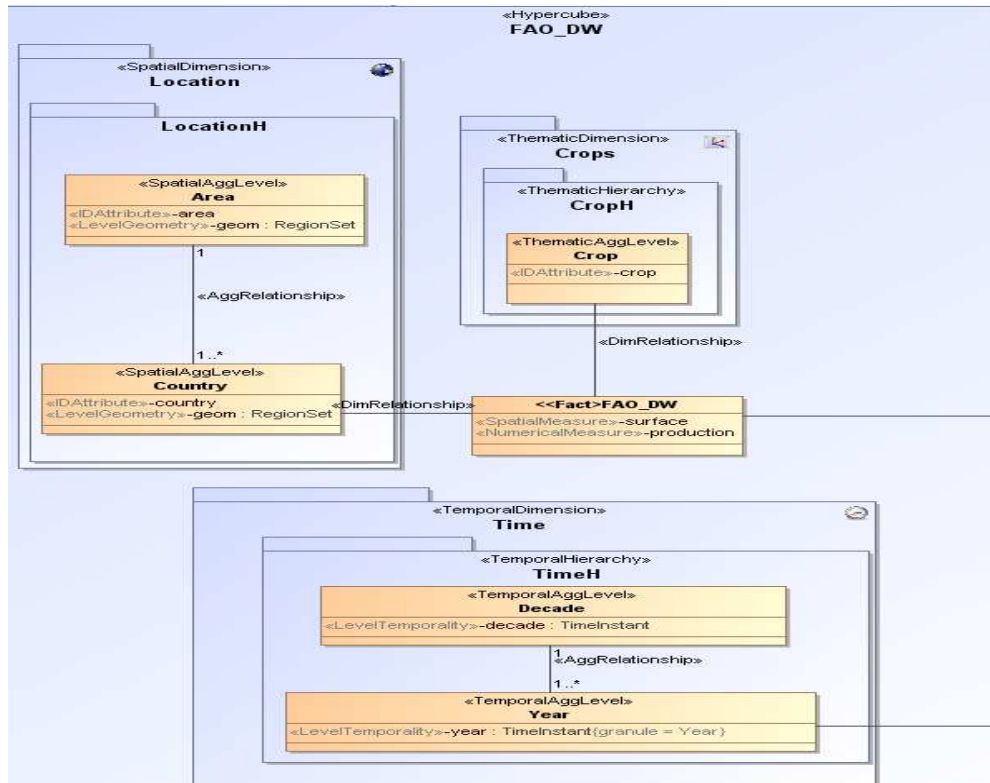 «Hypercube»
FAO_DW
«SpatialDimension»
Location
LocationH
«SpatialAggLevel»
Area
«IDAttribute»-area
«LevelGeometry»-geom : RegionSet
1
«AggRelationship»
1..*
«SpatialAggLevel»
Country
«IDAttribute»-country
«LevelGeometry»-geom : RegionSet
«ThematicDimension»
Crops
«ThematicHierarchy»
CropH
«ThematicAggLevel»
Crop
«IDAttribute»-crop
«DimRelationship»
«DimRelationship»
<<Fact>FAO_DW
«SpatialMeasure»-surface
«NumericalMeasure»-production
«TemporalDimension»
Time
«TemporalHierarchy»
TimeH
«TemporalAggLevel»
Decade
«LevelTemporality»-decade : TimeInstant
1
«AggRelationship»
1..*
«TemporalAggLevel»
Year
«LevelTemporality»-year : TimeInstant{granule = Year}